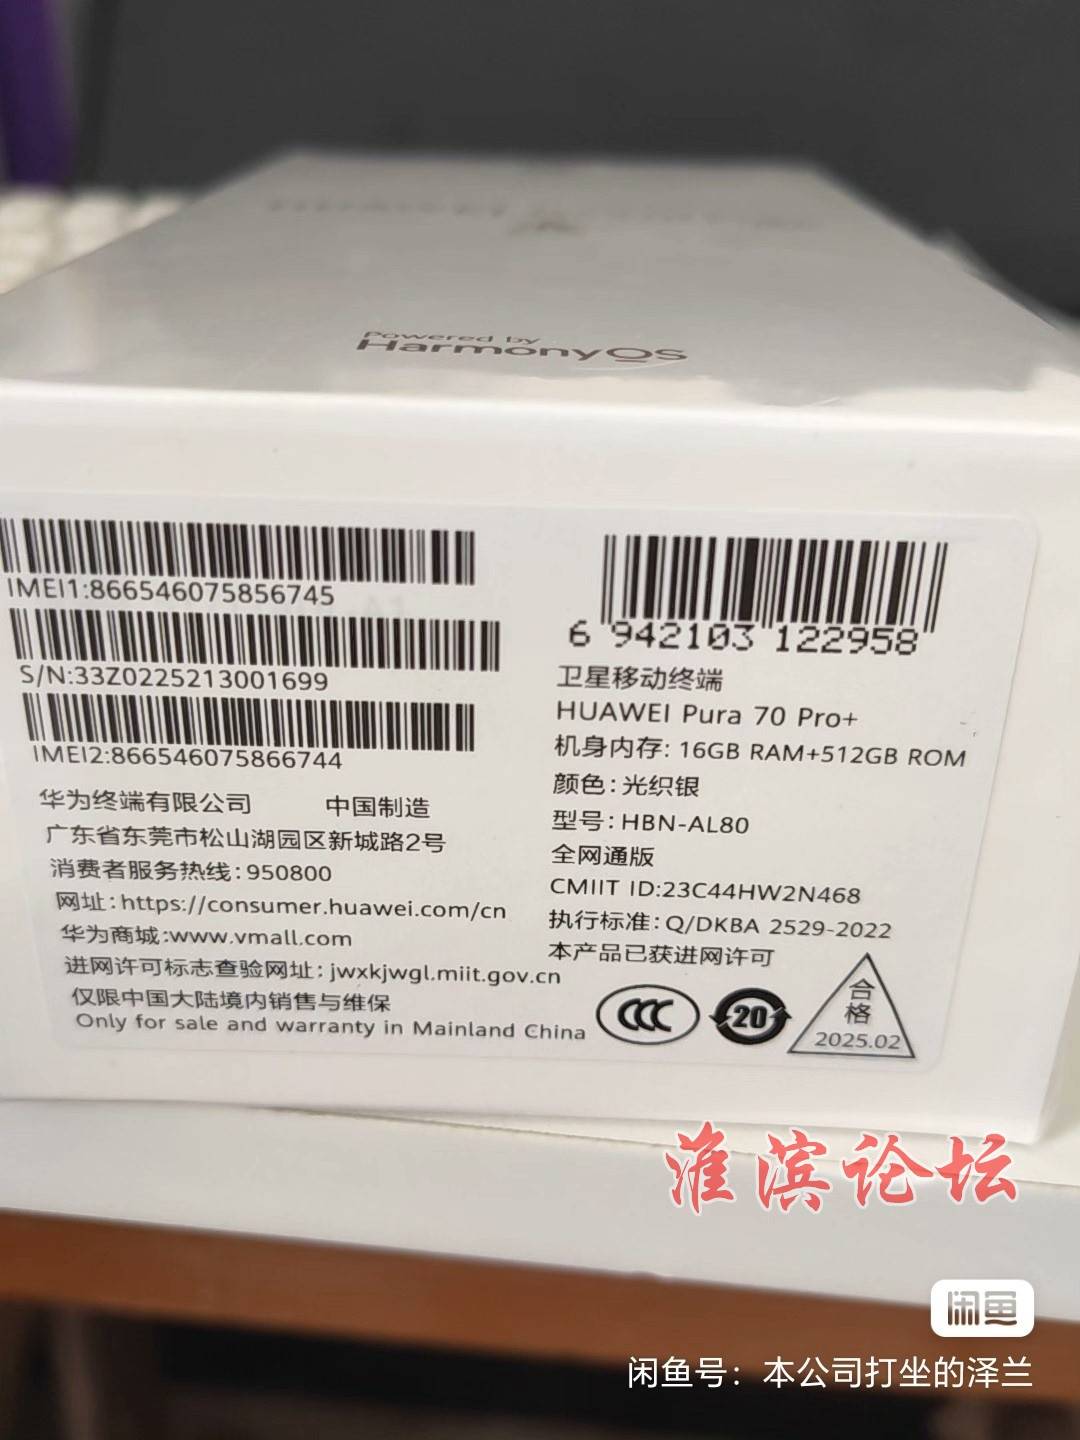 Powered by
HarmonyOS
IMEI1:866546075856745
S/N:33Z0225213001699
IMEI2:866546075866744
华为终端有限公司 中国制造
广东省东莞市松山湖园区新城路2号
消费者服务热线:950800
网址:https://consumer.huawei.com/cn
华为商城:www.vmall.com
进网许可标志查验网址:jwxkjwgl.miit.gov.cn
仅限中国大陆境内销售与维保
Only for sale and warranty in Mainland China
6 942103 122958
卫星移动终端
HUAWEI Pura 70 Pro+
机身内存: 16GB RAM+512GB ROM
颜色:光织银
型号:HBN-AL80
全网通版
CMIIT ID:23C44HW2N468
执行标准:Q/DKBA 2529-2022
本产品已获进网许可
CCC
20
合格
2025.02
淮滨论坛
闲鱼
闲鱼号：本公司打坐的泽兰